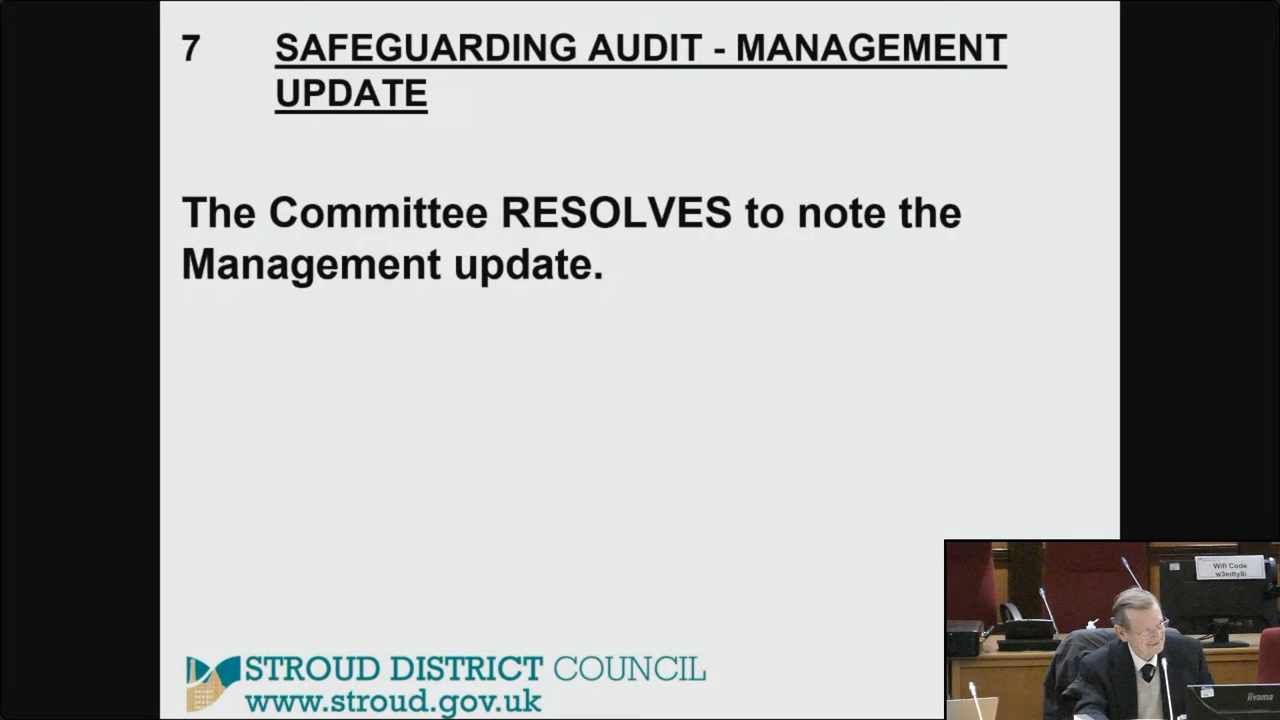 7 SAFEGUARDING AUDIT - MANAGEMENT
UPDATE
The Committee RESOLVES to note the
Management update.
STROUD DISTRICT COUNCIL
www.stroud.gov.uk
Wifi Code
w3edty8i
iiyama